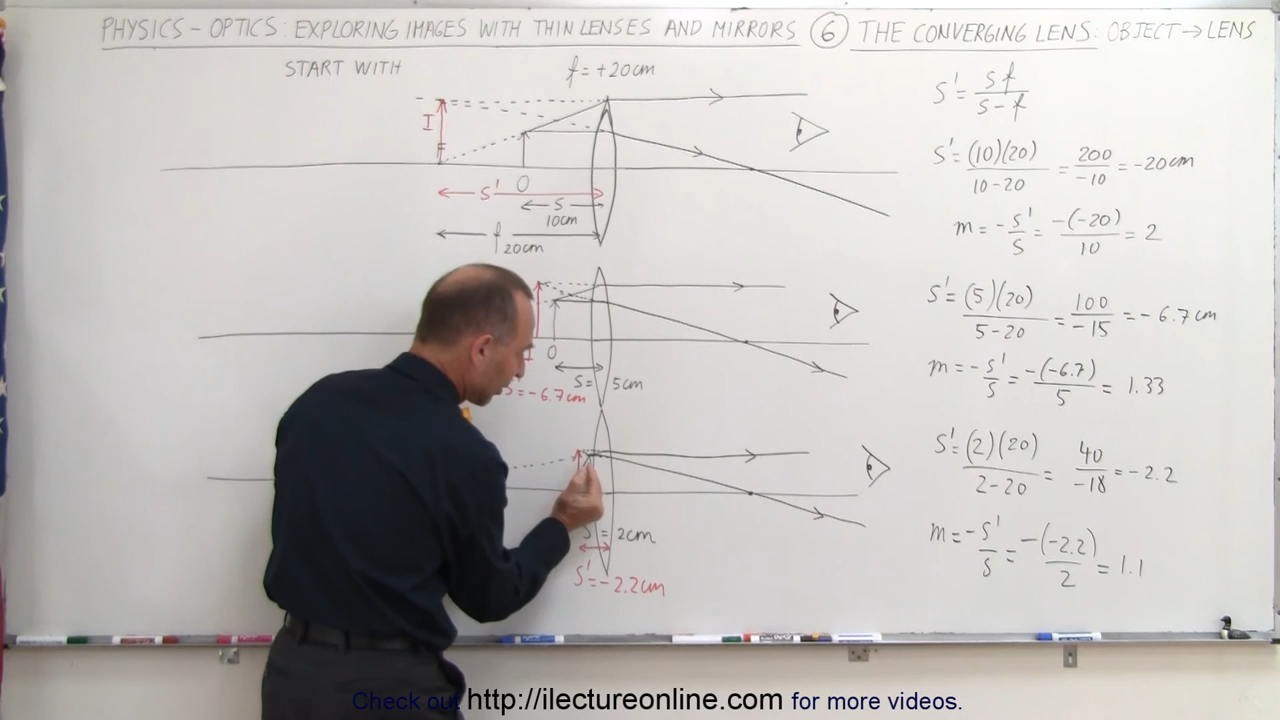 PHYSICS - OPTICS: EXPLORING IMAGES WITH THIN LENSES AND MIRRORS ⑥ THE CONVERGING LENS: OBJECT → LENS
START WITH
f = +20cm
I
S'
O
S
10cm
f
20cm
I
O
S= 5cm
S=-6.7cm
S = 2cm
S'=-2.2cm
S' = sf / s-f
S' = (10)(20) / 10-20 = 200 / -10 = -20cm
m = - S' / S = -(-20) / 10 = 2
S' = (5)(20) / 5-20 = 100 / -15 = -6.7cm
m = - S' / S = -(-6.7) / 5 = 1.33
S' = (2)(20) / 2-20 = 40 / -18 = -2.2
m = -S' / S = -(-2.2) / 2 = 1.1
Check out http://ilectureonline.com for more videos.